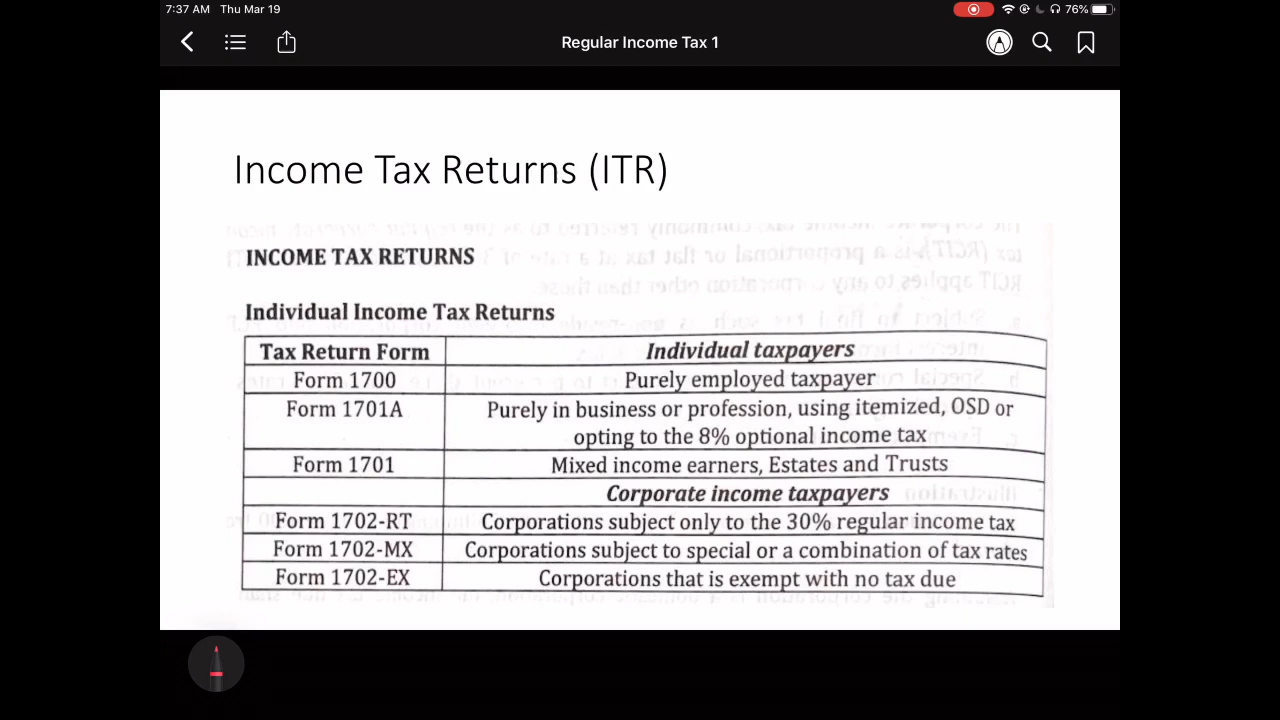 7:37 AM Thu Mar 19
76%
Regular Income Tax 1
Income Tax Returns (ITR)
INCOME TAX RETURNS
Individual Income Tax Returns
Tax Return Form Individual taxpayers
Form 1700 Purely employed taxpayer
Form 1701A Purely in business or profession, using itemized, OSD or
opting to the 8% optional income tax
Form 1701 Mixed income earners, Estates and Trusts
Corporate income taxpayers
Form 1702-RT Corporations subject only to the 30% regular income tax
Form 1702-MX Corporations subject to special or a combination of tax rates
Form 1702-EX Corporations that is exempt with no tax due